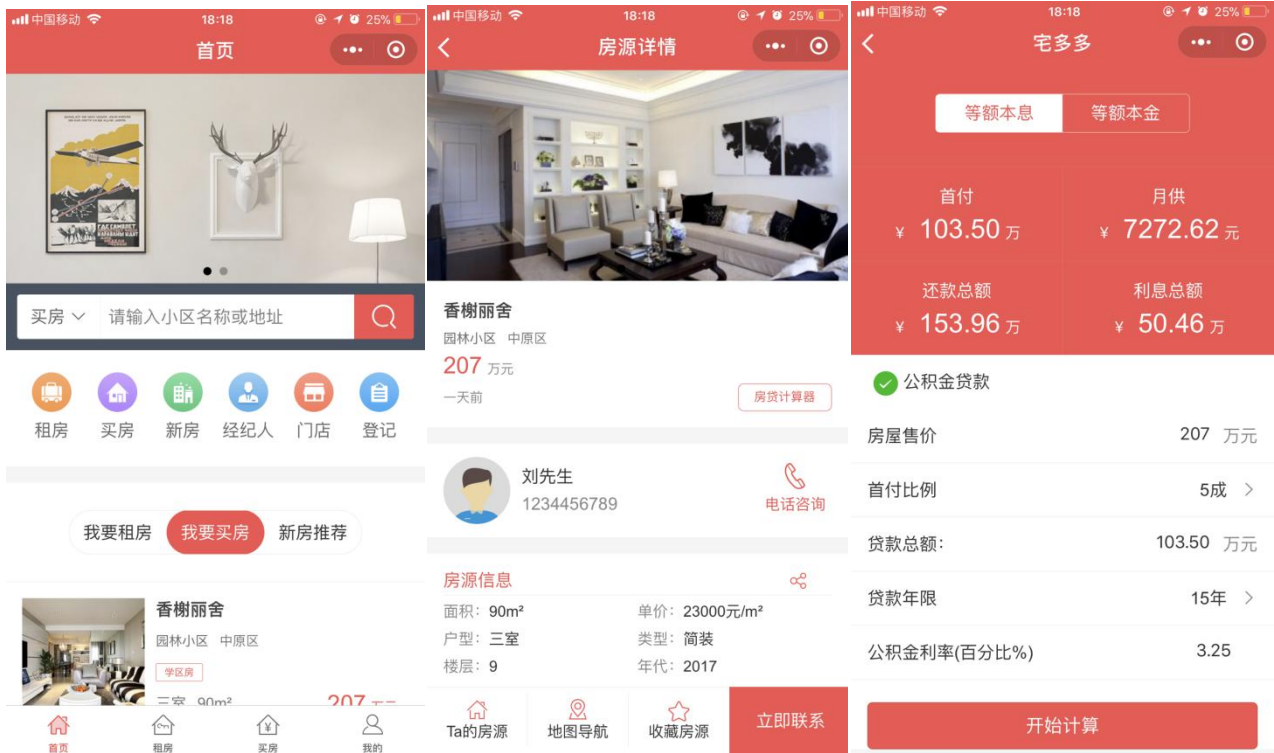 中国移动
18:18
25%
首页
买房
请输入小区名称或地址
租房
买房
新房
经纪人
门店
登记
我要租房
我要买房
新房推荐
香榭丽舍
园林小区 中原区
学区房
三室 90m²
207
首页
租房
买房
我的
中国移动
18:18
25%
房源详情
香榭丽舍
园林小区 中原区
207 万元
一天前
房贷计算器
刘先生
1234456789
电话咨询
房源信息
面积: 90m²
单价: 23000元/m²
户型: 三室
类型: 简装
楼层: 9
年代: 2017
Ta的房源
地图导航
收藏房源
立即联系
中国移动
18:18
25%
宅多多
等额本息
等额本金
首付
¥ 103.50 万
月供
¥ 7272.62 元
还款总额
¥ 153.96 万
利息总额
¥ 50.46 万
公积金贷款
房屋售价
207 万元
首付比例
5成
贷款总额:
103.50 万元
贷款年限
15年
公积金利率(百分比%)
3.25
开始计算